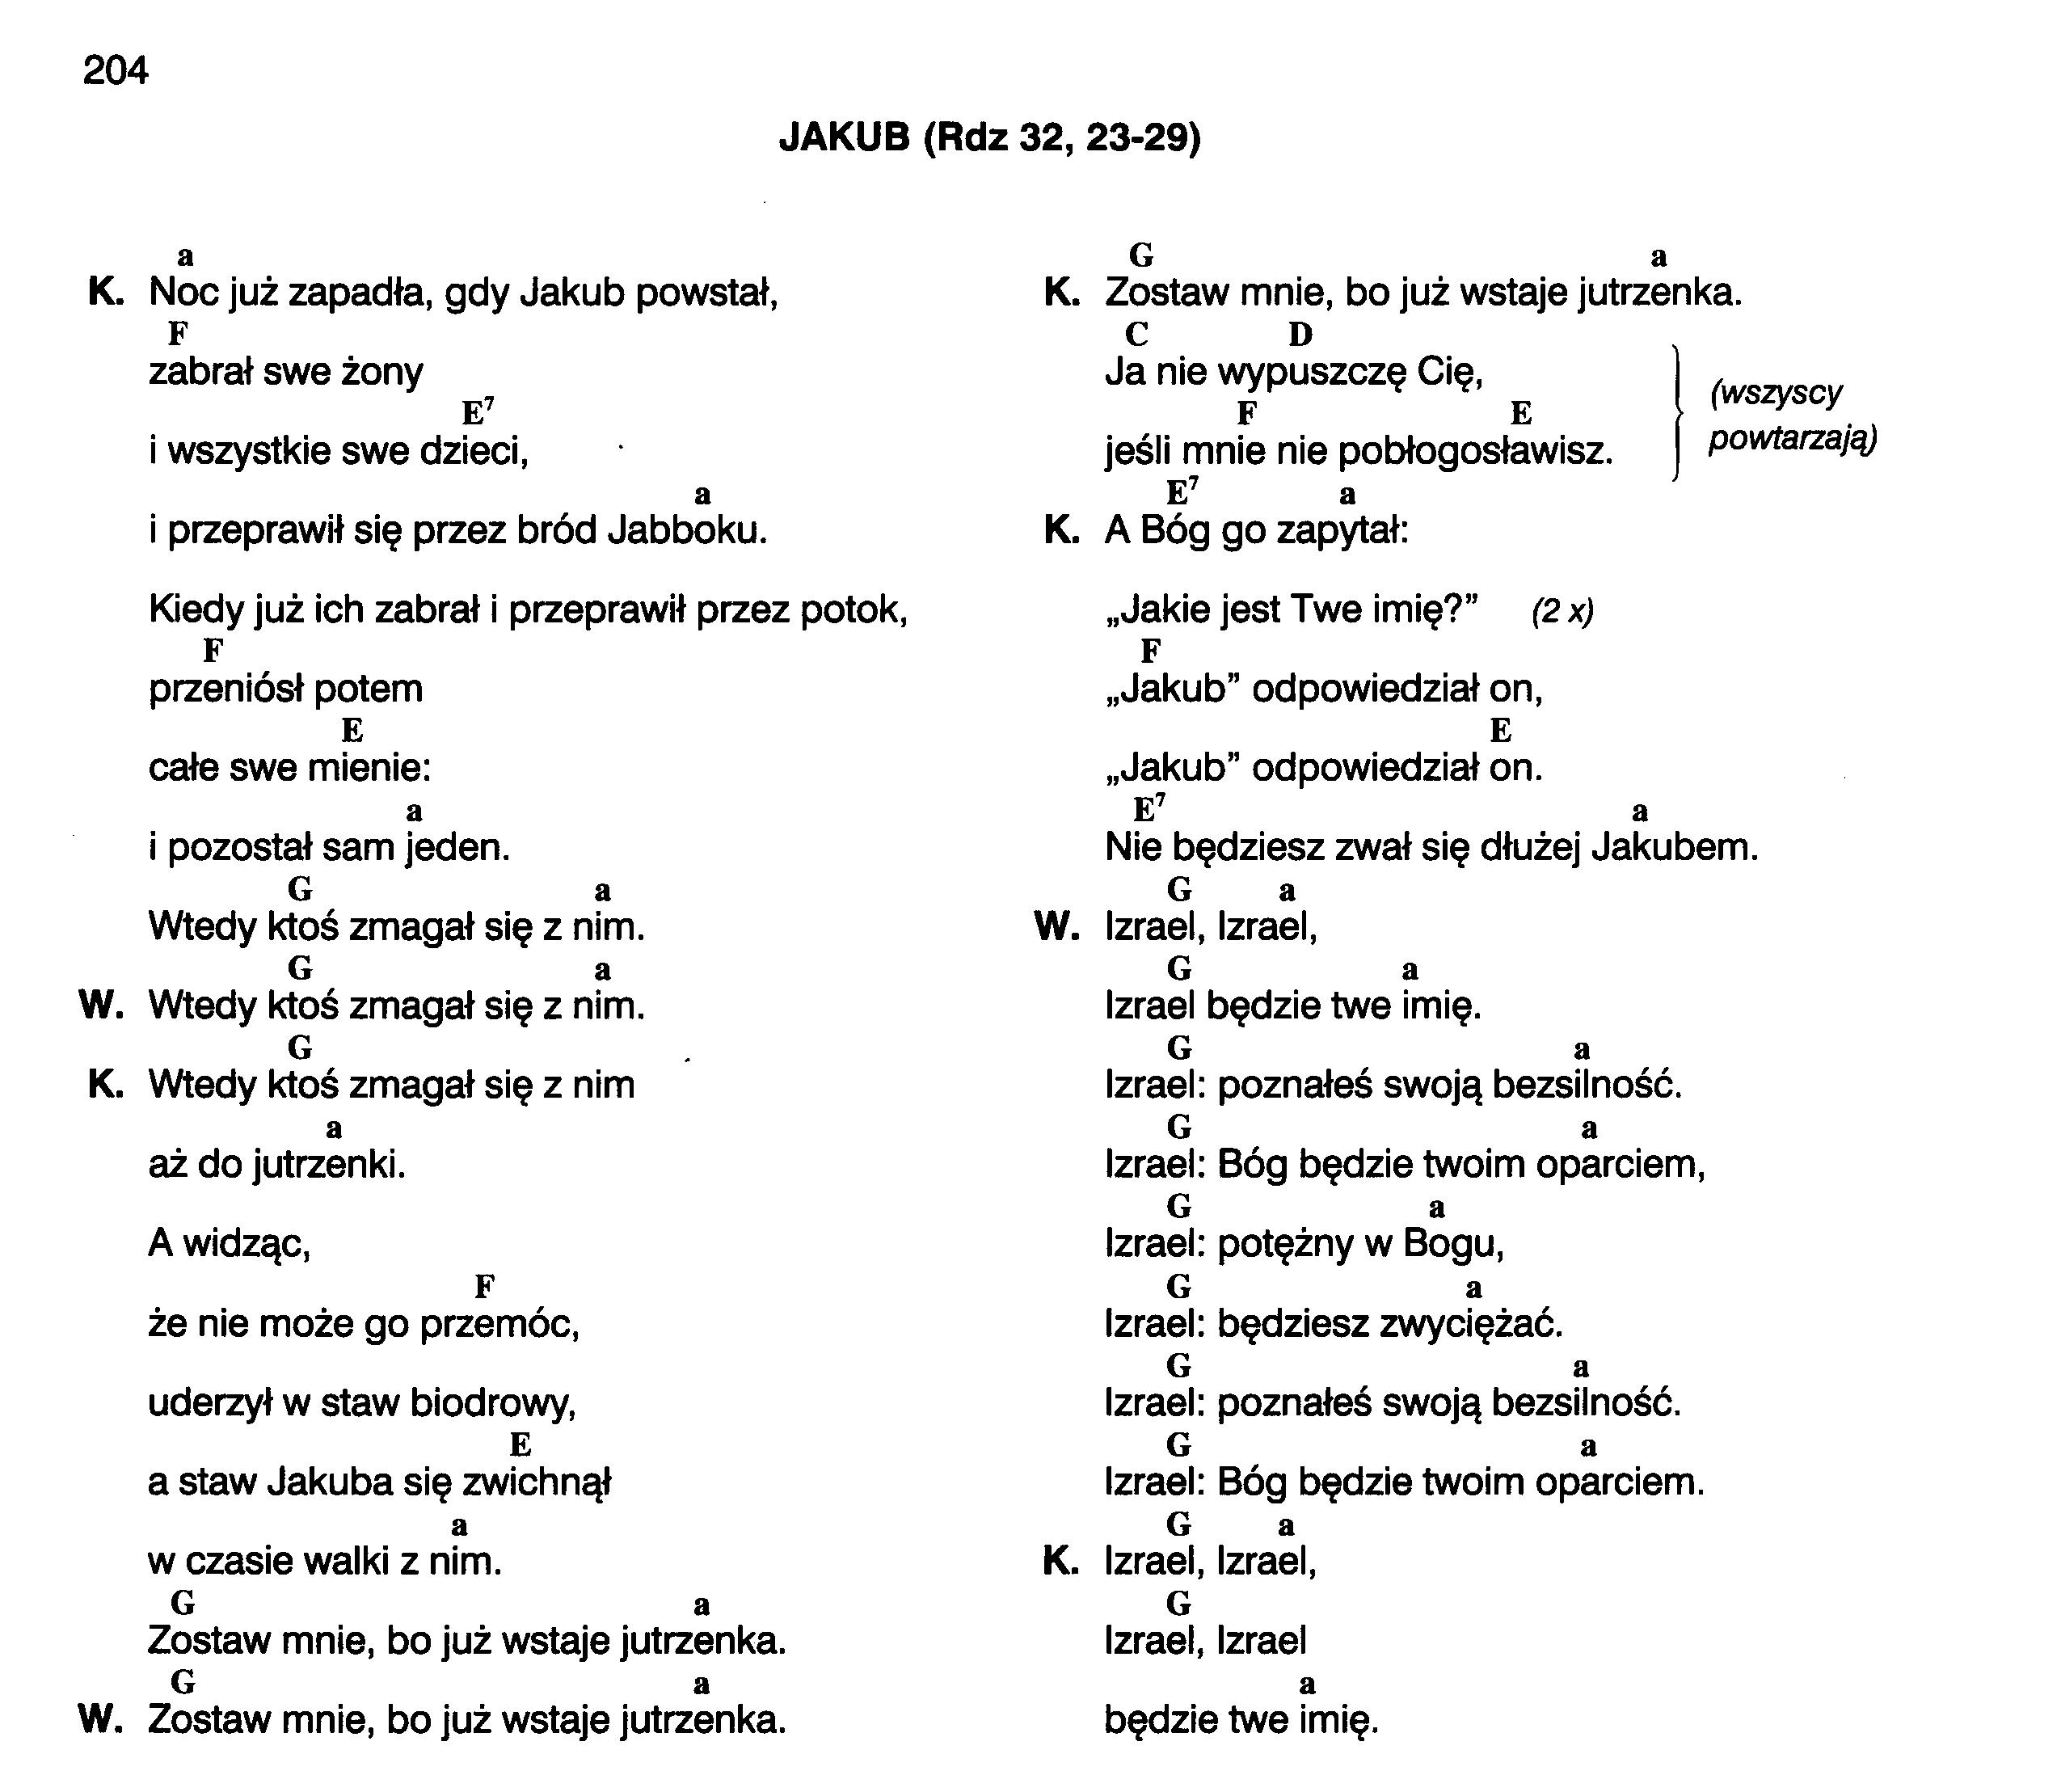 204
JAKUB (Rdz 32, 23-29)
a
K. Noc już zapadła, gdy Jakub powstał,
F
zabrał swe żony
E7
i wszystkie swe dzieci,
a
i przeprawił się przez bród Jabboku.
Kiedy już ich zabrał i przeprawił przez potok,
F
przeniósł potem
E
całe swe mienie:
a
i pozostał sam jeden.
G a
Wtedy ktoś zmagał się z nim.
G a
W. Wtedy ktoś zmagał się z nim.
G
K. Wtedy ktoś zmagał się z nim
a
aż do jutrzenki.
A widząc,
F
że nie może go przemóc,
uderzył w staw biodrowy,
E
a staw Jakuba się zwichnął
a
w czasie walki z nim.
G a
Zostaw mnie, bo już wstaje jutrzenka.
G a
W. Zostaw mnie, bo już wstaje jutrzenka.
G a
K. Zostaw mnie, bo już wstaje jutrzenka.
C D
Ja nie wypuszczę Cię,
F E
jeśli mnie nie pobłogosławisz.
(wszyscy
powtarzają)
E7 a
K. A Bóg go zapytał:
„Jakie jest Twe imię?” (2 x)
F
„Jakub” odpowiedział on,
E
„Jakub” odpowiedział on.
E7 a
Nie będziesz zwał się dłużej Jakubem.
G a
W. Izrael, Izrael,
G a
Izrael będzie twe imię.
G a
Izrael: poznałeś swoją bezsilność.
G a
Izrael: Bóg będzie twoim oparciem,
G a
Izrael: potężny w Bogu,
G a
Izrael: będziesz zwyciężać.
G a
Izrael: poznałeś swoją bezsilność.
G a
Izrael: Bóg będzie twoim oparciem.
G a
K. Izrael, Izrael,
G
Izrael, Izrael
a
będzie twe imię.